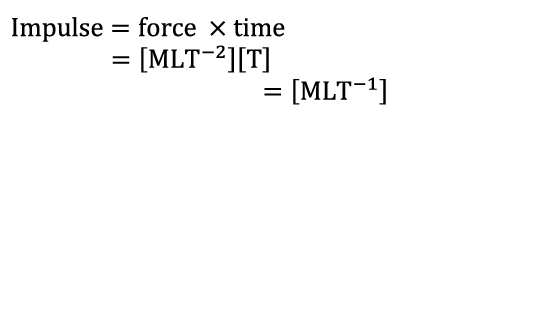 Impulse = force × time
= [MLT⁻²][T]
= [MLT⁻¹]